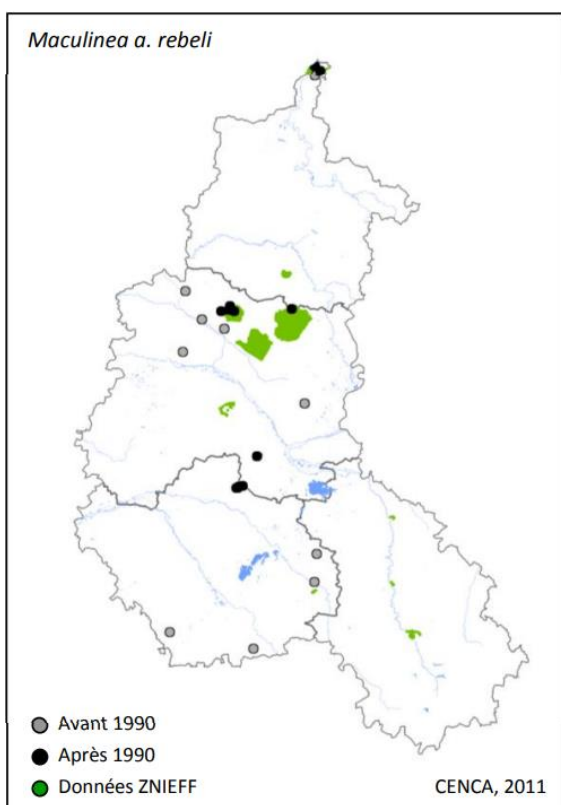 Maculinea a. rebeli
Avant 1990
Après 1990
Données ZNIEFF
CENCA, 2011